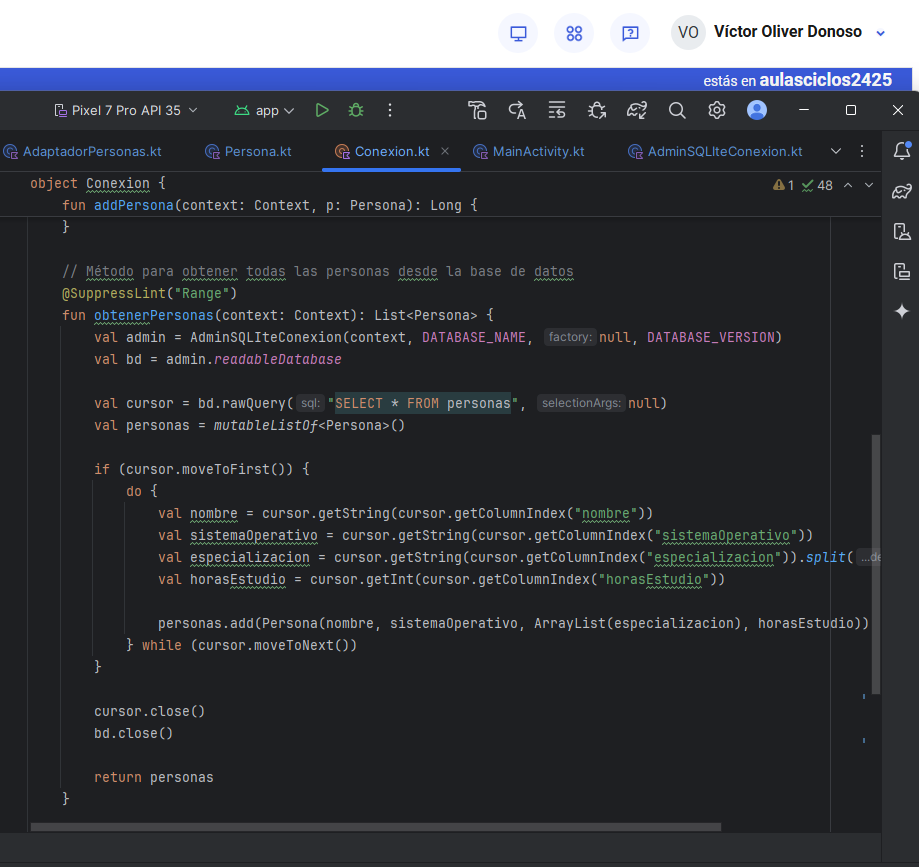 VO Víctor Oliver Donoso
estás en aulasciclos2425
Pixel 7 Pro API 35 app
AdaptadorPersonas.kt Persona.kt Conexion.kt MainActivity.kt AdminSQLIteConexion.kt
object Conexion { 1 48
fun addPersona(context: Context, p: Persona): Long {
}
// Método para obtener todas las personas desde la base de datos
@SuppressLint("Range")
fun obtenerPersonas(context: Context): List<Persona> {
val admin = AdminSQLIteConexion(context, DATABASE_NAME, factory: null, DATABASE_VERSION)
val bd = admin.readableDatabase
val cursor = bd.rawQuery( sql: "SELECT * FROM personas", selectionArgs: null)
val personas = mutableListOf<Persona>()
if (cursor.moveToFirst()) {
do {
val nombre = cursor.getString(cursor.getColumnIndex("nombre"))
val sistemaOperativo = cursor.getString(cursor.getColumnIndex("sistemaOperativo"))
val especializacion = cursor.getString(cursor.getColumnIndex("especializacion")).split( ...de
val horasEstudio = cursor.getInt(cursor.getColumnIndex("horasEstudio"))
personas.add(Persona(nombre, sistemaOperativo, ArrayList(especializacion), horasEstudio))
} while (cursor.moveToNext())
}
cursor.close()
bd.close()
return personas
}